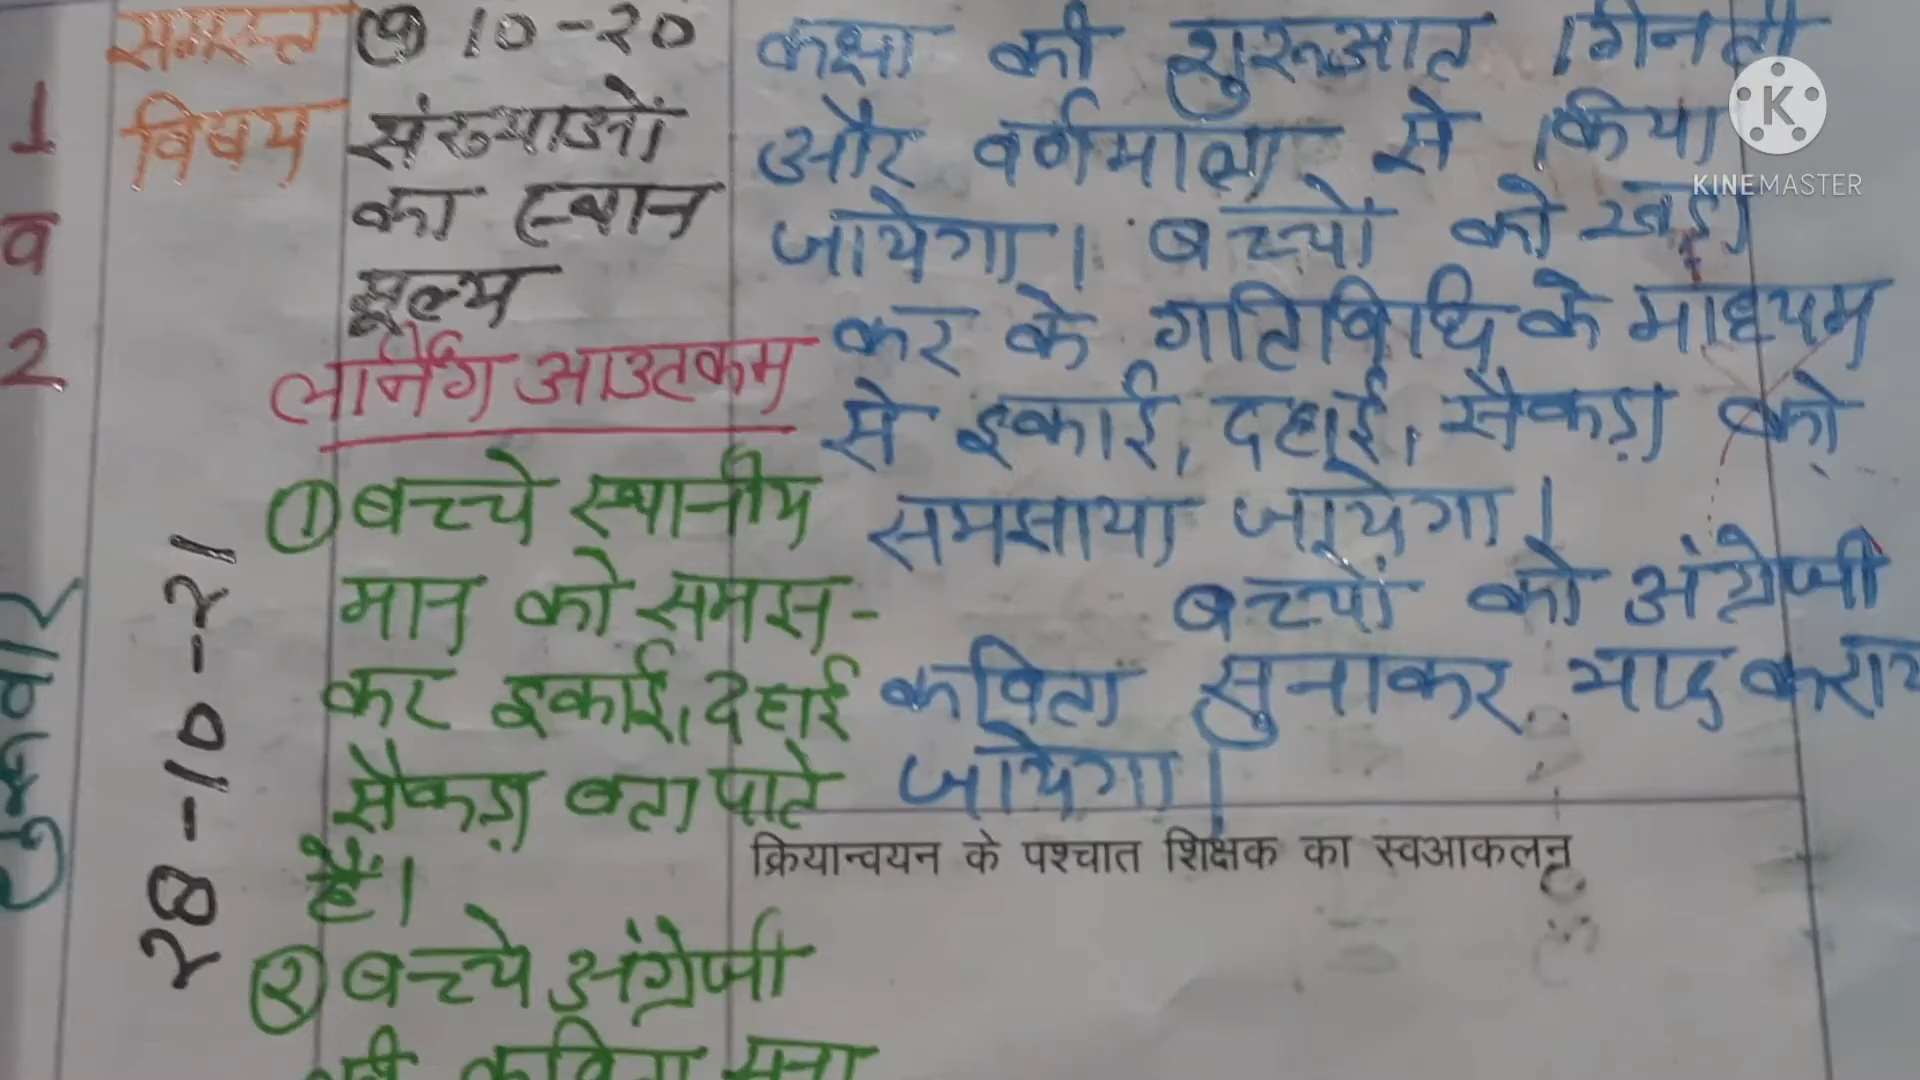 1
व
2
गुरूवार
28-10-21
समस्त
विषय
10-20
संख्याओं
का स्थान
मूल्य
लर्निंग आउटकम
① बच्चे स्थानीय
मान को समझ-
कर इकाई, दहाई
सैकड़ा बता पाते
हैं।
② बच्चे अंग्रेजी
की कविता सुना
कक्षा की शुरूआत गिनती
और वर्णमाला से किया
जायेगा। बच्चों को खड़ा
कर के गतिविधि के माध्यम
से इकाई, दहाई, सैकड़ा को
समझाया जायेगा।
बच्चों को अंग्रेजी
कविता सुनाकर याद कराया
जायेगा।
क्रियान्वयन के पश्चात शिक्षक का स्वआकलन
KINEMASTER